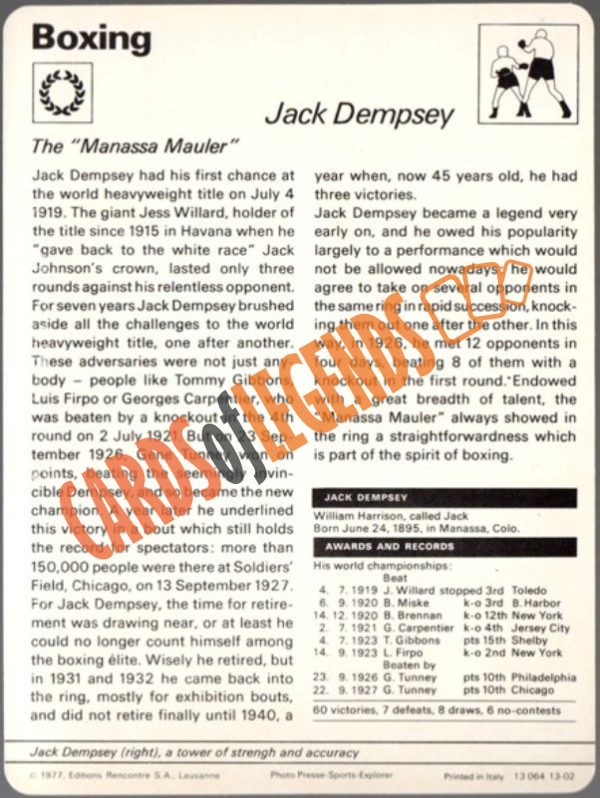 Boxing
Jack Dempsey
The "Manassa Mauler"
Jack Dempsey had his first chance at
the world heavyweight title on July 4
1919. The giant Jess Willard, holder of
the title since 1915 in Havana when he
"gave back to the white race" Jack
Johnson's crown, lasted only three
rounds against his relentless opponent.
For seven years Jack Dempsey brushed
aside all the challenges to the world
heavyweight title, one after another.
These adversaries were not just any-
body – people like Tommy Gibbons,
Luis Firpo or Georges Carpentier, who
was beaten by a knockout in the 4th
round on 2 July 1921. But on 23 Sep-
tember 1926, Gene Tunney won on
points, beating the seemingly invin-
cible Dempsey, and so became the new
champion. A year later he underlined
this victory in a bout which still holds
the record for spectators: more than
150,000 people were there at Soldiers'
Field, Chicago, on 13 September 1927.
For Jack Dempsey, the time for retire-
ment was drawing near, or at least he
could no longer count himself among
the boxing élite. Wisely he retired, but
in 1931 and 1932 he came back into
the ring, mostly for exhibition bouts,
and did not retire finally until 1940, a
year when, now 45 years old, he had
three victories.
Jack Dempsey became a legend very
early on, and he owed his popularity
largely to a performance which would
not be allowed nowadays: he would
agree to take on several opponents in
the same ring in rapid succession, knock-
ing them out one after the other. In this
way, in 1926, he met 12 opponents in
four days, beating 8 of them with a
knockout in the first round. Endowed
with a great breadth of talent, the
"Manassa Mauler" always showed in
the ring a straightforwardness which
is part of the spirit of boxing.
CARDS of LEGENDS
JACK DEMPSEY
William Harrison, called Jack
Born June 24, 1895, in Manassa, Colo.
AWARDS AND RECORDS
His world championships:
Beat
4. 7. 1919 J. Willard stopped 3rd Toledo
6. 9. 1920 B. Miske k-o 3rd B. Harbor
14. 12. 1920 B. Brennan k-o 12th New York
2. 7. 1921 G. Carpentier k-o 4th Jersey City
4. 7. 1923 T. Gibbons pts 15th Shelby
14. 9. 1923 L. Firpo k-o 2nd New York
Beaten by
23. 9. 1926 G. Tunney pts 10th Philadelphia
22. 9. 1927 G. Tunney pts 10th Chicago
60 victories, 7 defeats, 8 draws, 6 no-contests
Jack Dempsey (right), a tower of strengh and accuracy
© 1977, Editions Rencontre S.A., Lausanne
Photo Presse-Sports-Explorer
Printed in Italy 13 064 13-02